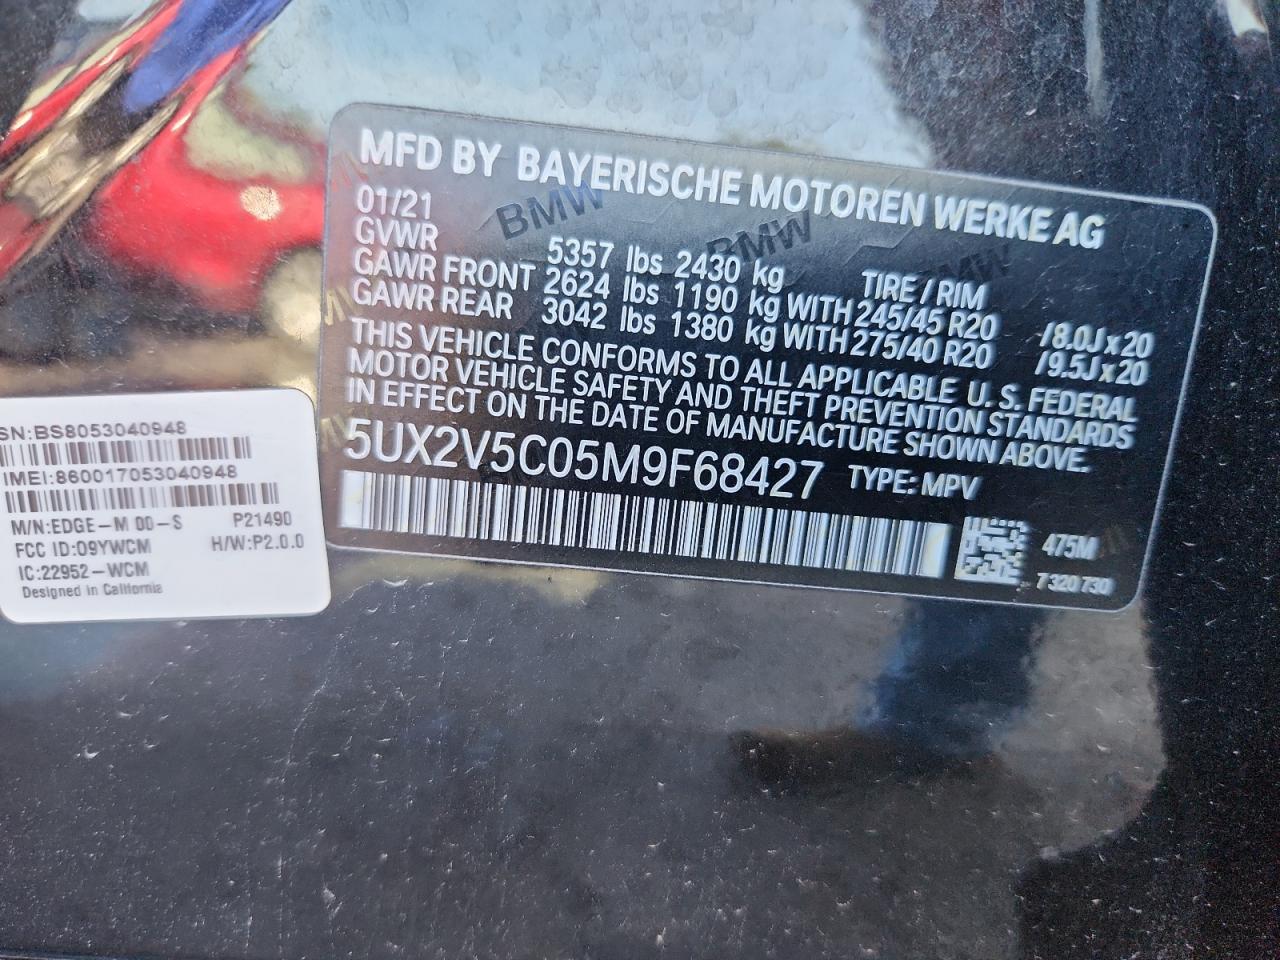 MFD BY BAYERISCHE MOTOREN WERKE AG
01/21
GVWR 5357 lbs 2430 kg TIRE / RIM
GAWR FRONT 2624 lbs 1190 kg WITH 245/45 R20 /8.0J x 20
GAWR REAR 3042 lbs 1380 kg WITH 275/40 R20 /9.5J x 20
THIS VEHICLE CONFORMS TO ALL APPLICABLE U. S. FEDERAL
MOTOR VEHICLE SAFETY AND THEFT PREVENTION STANDARDS
IN EFFECT ON THE DATE OF MANUFACTURE SHOWN ABOVE.
5UX2V5C05M9F68427 TYPE: MPV
475M
7 320 730
BMW
BMW
BMW
SN:BS8053040948
IMEI:860017053040948
M/N:EDGE-M 00-S P21490
FCC ID:09YWCM H/W:P2.0.0
IC:22952-WCM
Designed in California